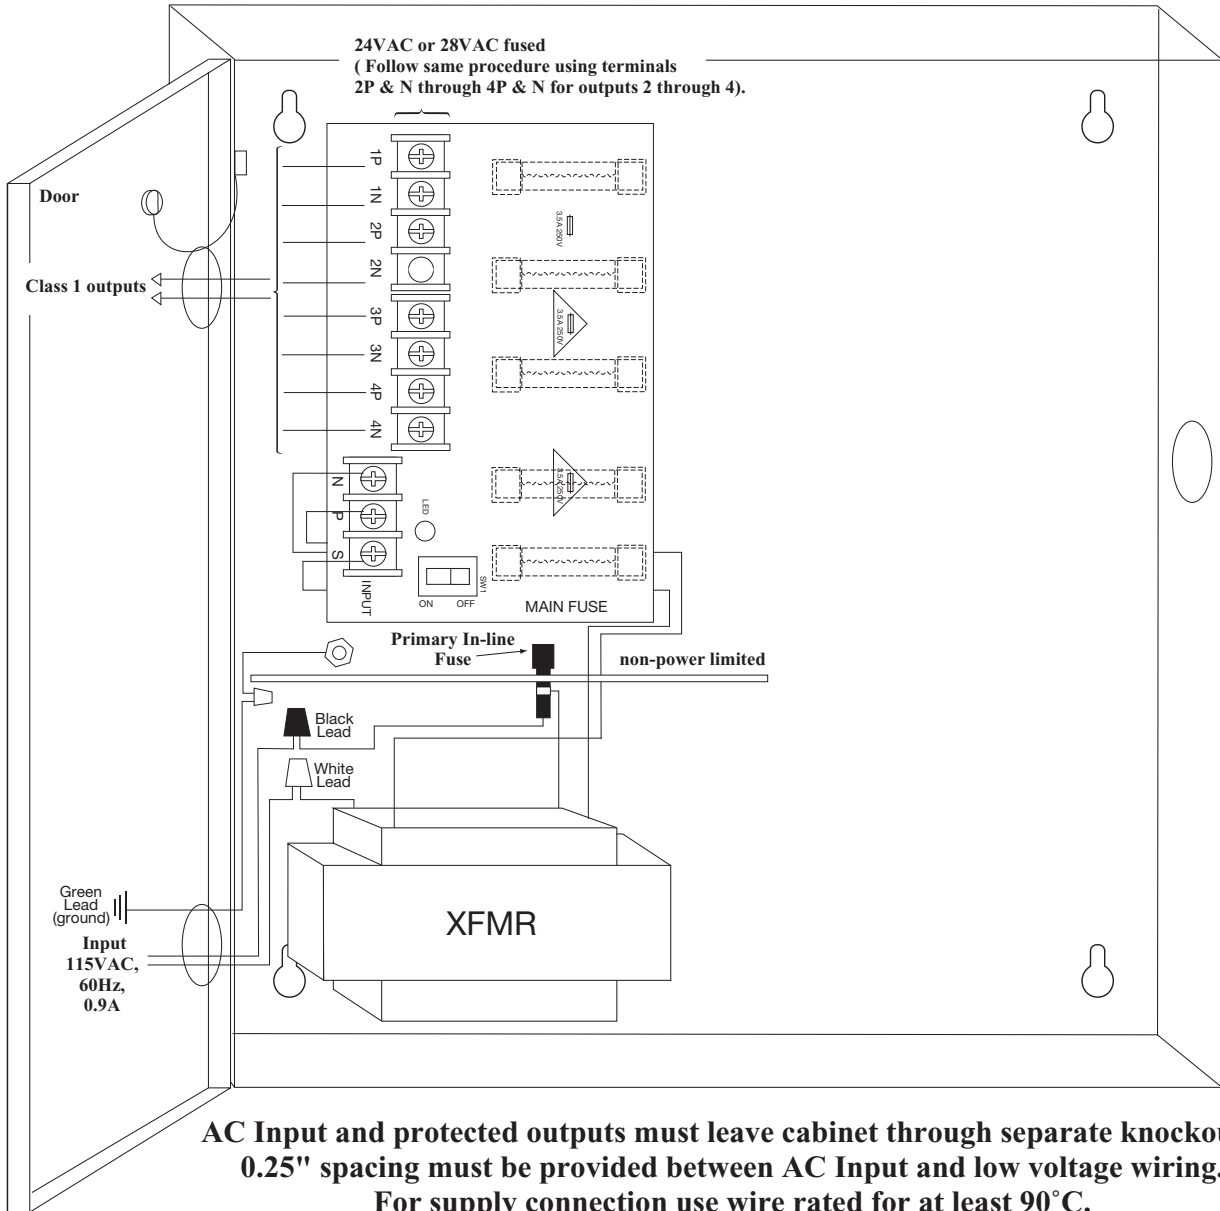 24VAC or 28VAC fused
( Follow same procedure using terminals
2P & N through 4P & N for outputs 2 through 4).
Door
Class 1 outputs
1P
1N
2P
2N
3P
3N
4P
4N
3.5A 250V
3.5A 250V
3.5A 250V
N
P
S
INPUT
LED
SW1
ON OFF
MAIN FUSE
Primary In-line
Fuse
non-power limited
Black
Lead
White
Lead
Green
Lead
(ground)
Input
115VAC,
60Hz,
0.9A
XFMR
AC Input and protected outputs must leave cabinet through separate
0.25" spacing must be provided between AC Input and low voltage wiring.
For supply connection use wire rated for at least 90˚C.